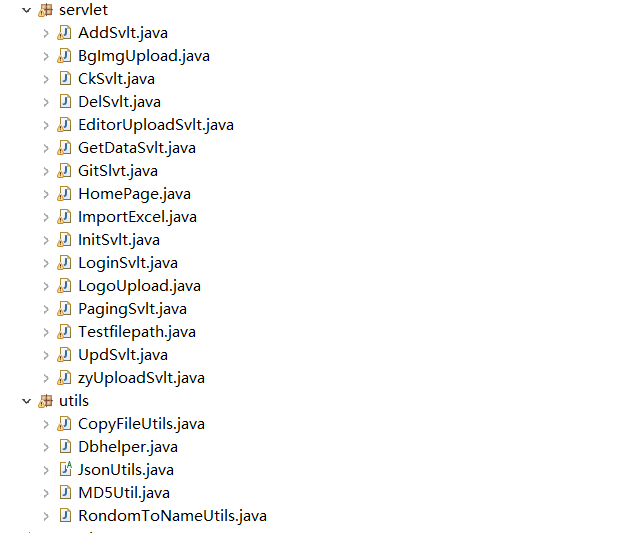 servlet
AddSvlt.java
BgImgUpload.java
CkSvlt.java
DelSvlt.java
EditorUploadSvlt.java
GetDataSvlt.java
GitSlvt.java
HomePage.java
ImportExcel.java
InitSvlt.java
LoginSvlt.java
LogoUpload.java
PagingSvlt.java
Testfilepath.java
UpdSvlt.java
zyUploadSvlt.java
utils
CopyFileUtils.java
Dbhelper.java
JsonUtils.java
MD5Util.java
RondomToNameUtils.java